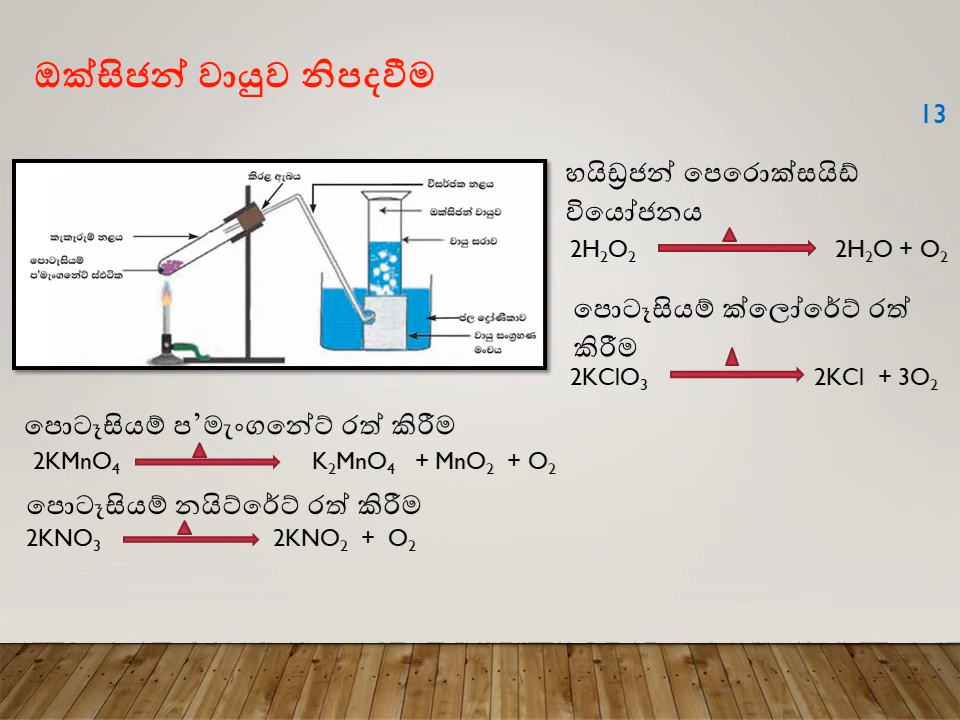 ඔක්සිජන් වායුව නිපදවීම
13
කිරළ ඇබය
විසර්ජක නළය
ඔක්සිජන් වායුව
කැකෑරුම් නළය
වායු සරාව
පොටෑසියම්
ප'මැංගනේට් ස්ඵටික
ජල ද්‍රෝණිකාව
වායු සංග්‍රහණ
මංචය
හයිඩ්‍රජන් පෙරොක්සයිඩ්
වියෝජනය
2H₂O₂ 2H₂O + O₂
පොටෑසියම් ක්ලෝරේට් රත්
කිරීම
2KClO₃ 2KCl + 3O₂
පොටෑසියම් ප’මැංගනේට් රත් කිරීම
2KMnO₄ K₂MnO₄ + MnO₂ + O₂
පොටෑසියම් නයිට්රේට් රත් කිරීම
2KNO₃ 2KNO₂ + O₂